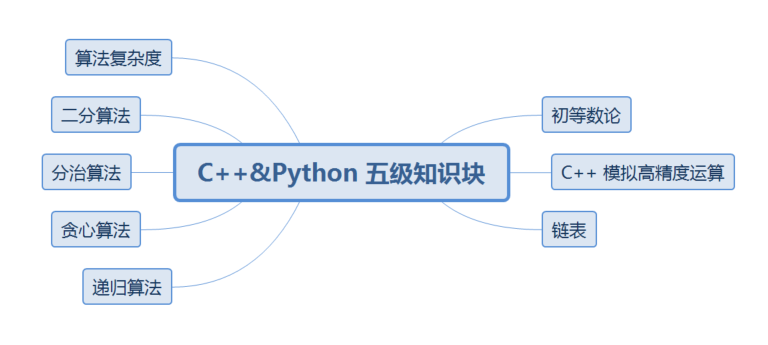 算法复杂度
二分算法
分治算法
贪心算法
递归算法
C++&Python 五级知识块
初等数论
C++ 模拟高精度运算
链表